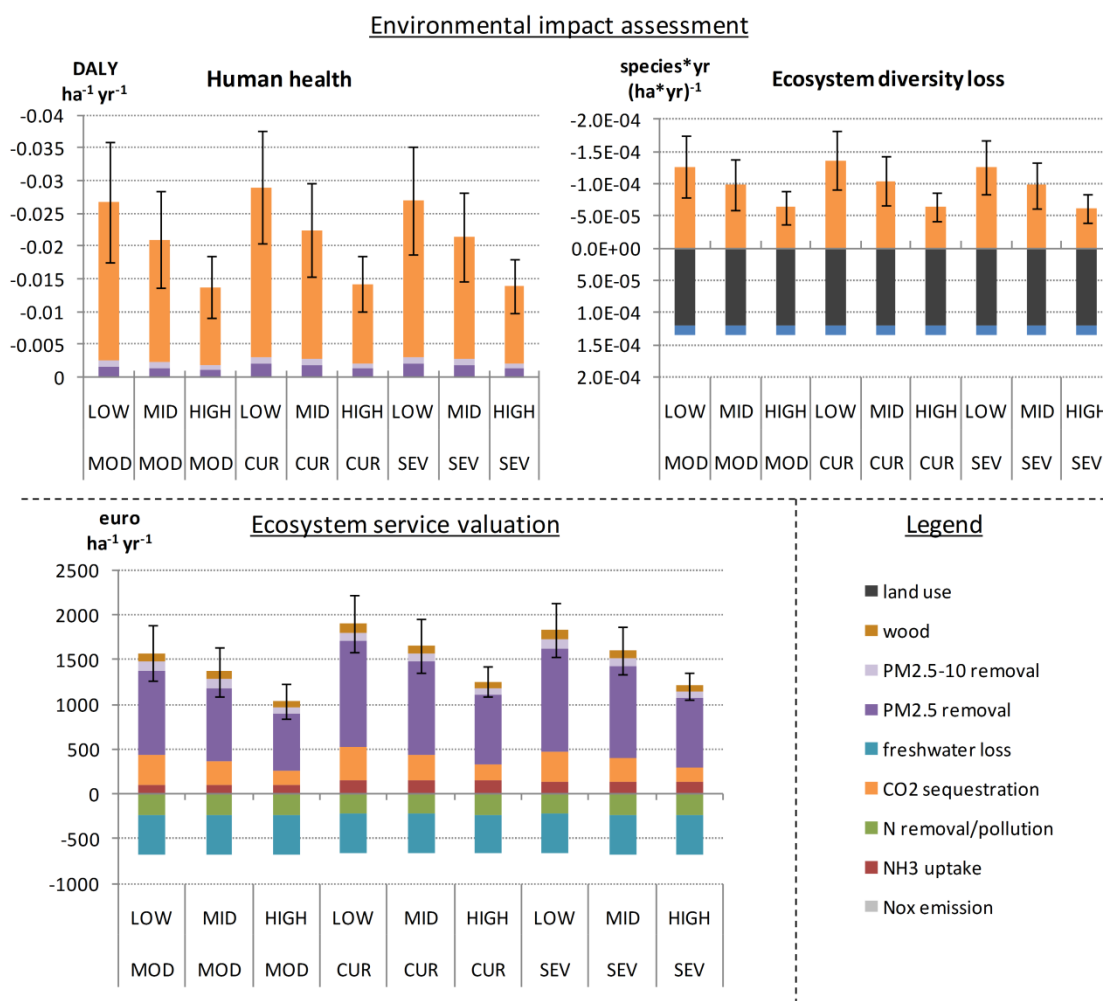 Environmental impact assessment
DALY
ha⁻¹ yr⁻¹
Human health
-0.04
-0.035
-0.03
-0.025
-0.02
-0.015
-0.01
-0.005
0
LOW MID HIGH LOW MID HIGH LOW MID HIGH
MOD MOD MOD CUR CUR CUR SEV SEV SEV
species*yr
(ha*yr)⁻¹
Ecosystem diversity loss
-2.0E-04
-1.5E-04
-1.0E-04
-5.0E-05
0.0E+00
5.0E-05
1.0E-04
1.5E-04
2.0E-04
LOW MID HIGH LOW MID HIGH LOW MID HIGH
MOD MOD MOD CUR CUR CUR SEV SEV SEV
euro
ha⁻¹ yr⁻¹
Ecosystem service valuation
2500
2000
1500
1000
500
0
-500
-1000
LOW MID HIGH LOW MID HIGH LOW MID HIGH
MOD MOD MOD CUR CUR CUR SEV SEV SEV
Legend
land use
wood
PM2.5-10 removal
PM2.5 removal
freshwater loss
CO2 sequestration
N removal/pollution
NH3 uptake
Nox emission